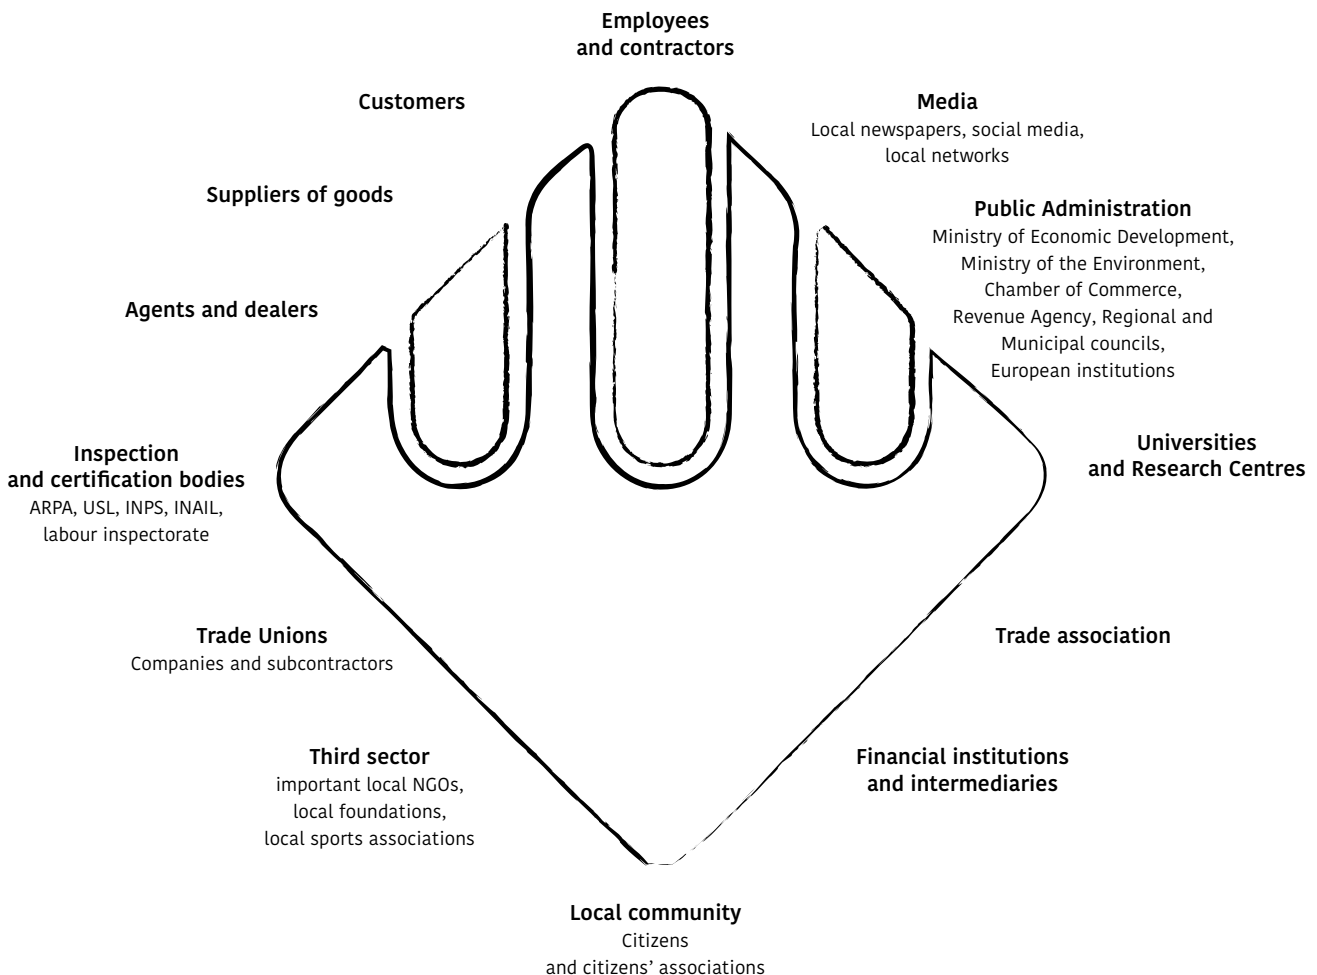 Employees
and contractors
Customers
Media
Local newspapers, social media,
local networks
Suppliers of goods
Public Administration
Ministry of Economic Development,
Ministry of the Environment,
Chamber of Commerce,
Revenue Agency, Regional and
Municipal councils,
European institutions
Agents and dealers
Universities
and Research Centres
Inspection
and certification bodies
ARPA, USL, INPS, INAIL,
labour inspectorate
Trade Unions
Companies and subcontractors
Trade association
Third sector
important local NGOs,
local foundations,
local sports associations
Financial institutions
and intermediaries
Local community
Citizens
and citizens’ associations